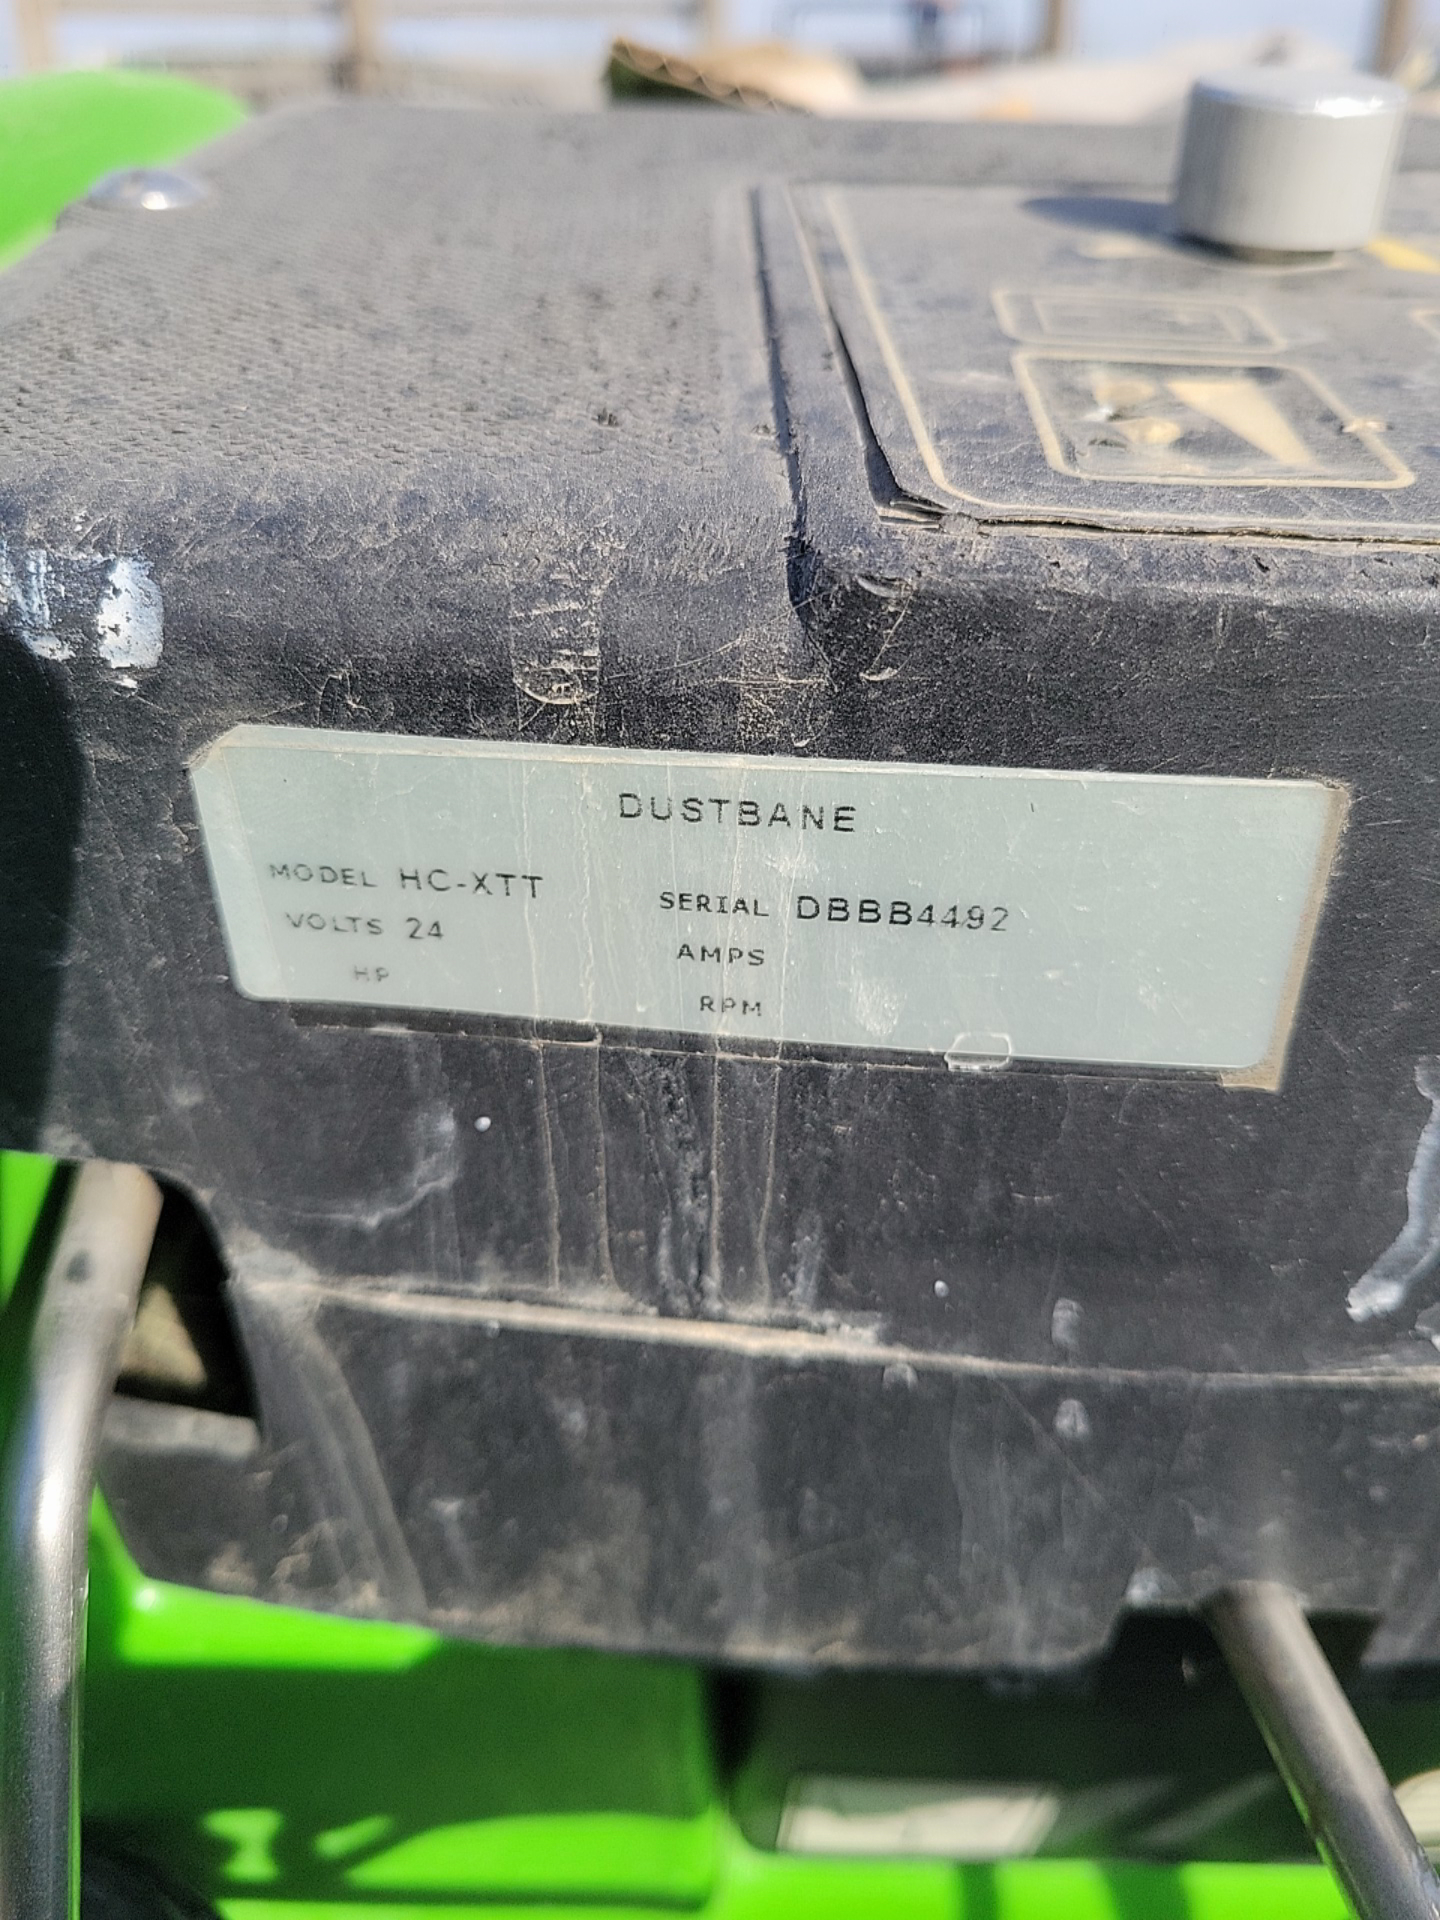 DUSTBANE
MODEL HC-XTT
SERIAL DBBB4492
VOLTS 24
AMPS
HP
RPM